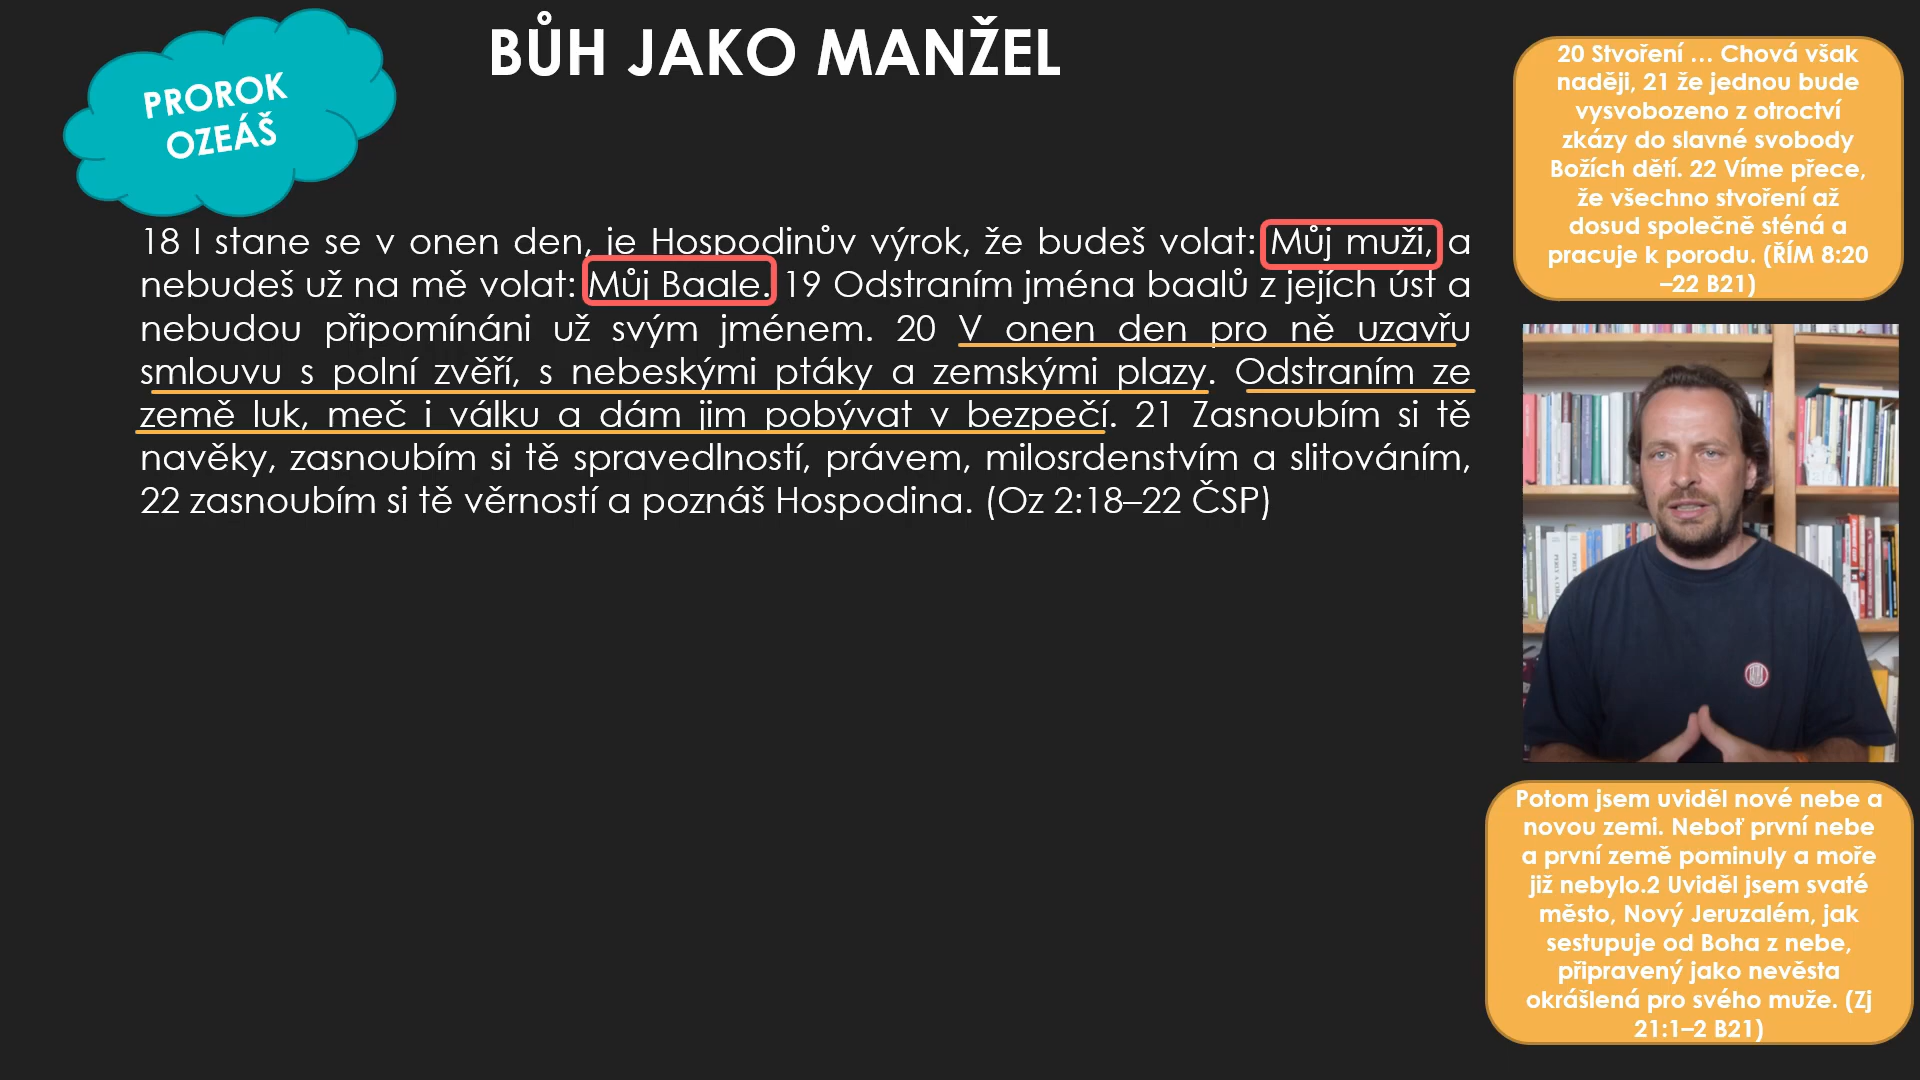 BŮH JAKO MANŽEL
PROROK
OZEÁŠ
18 I stane se v onen den, je Hospodinův výrok, že budeš volat: Můj muži, a
nebudeš už na mě volat: Můj Baale. 19 Odstraním jména baalů z jejích úst a
nebudou připomínáni už svým jménem. 20 V onen den pro ně uzavřu
smlouvu s polní zvěří, s nebeskými ptáky a zemskými plazy. Odstraním ze
země luk, meč i válku a dám jim pobývat v bezpečí. 21 Zasnoubím si tě
navěky, zasnoubím si tě spravedlností, právem, milosrdenstvím a slitováním,
22 zasnoubím si tě věrností a poznáš Hospodina. (Oz 2:18–22 ČSP)
20 Stvoření … Chová však
naději, 21 že jednou bude
vysvobozeno z otroctví
zkázy do slavné svobody
Božích dětí. 22 Víme přece,
že všechno stvoření až
dosud společně sténá a
pracuje k porodu. (ŘÍM 8:20
–22 B21)
Potom jsem uviděl nové nebe a
novou zemi. Neboť první nebe
a první země pominuly a moře
již nebylo.2 Uviděl jsem svaté
město, Nový Jeruzalém, jak
sestupuje od Boha z nebe,
připravený jako nevěsta
okrášlená pro svého muže. (Zj
21:1–2 B21)